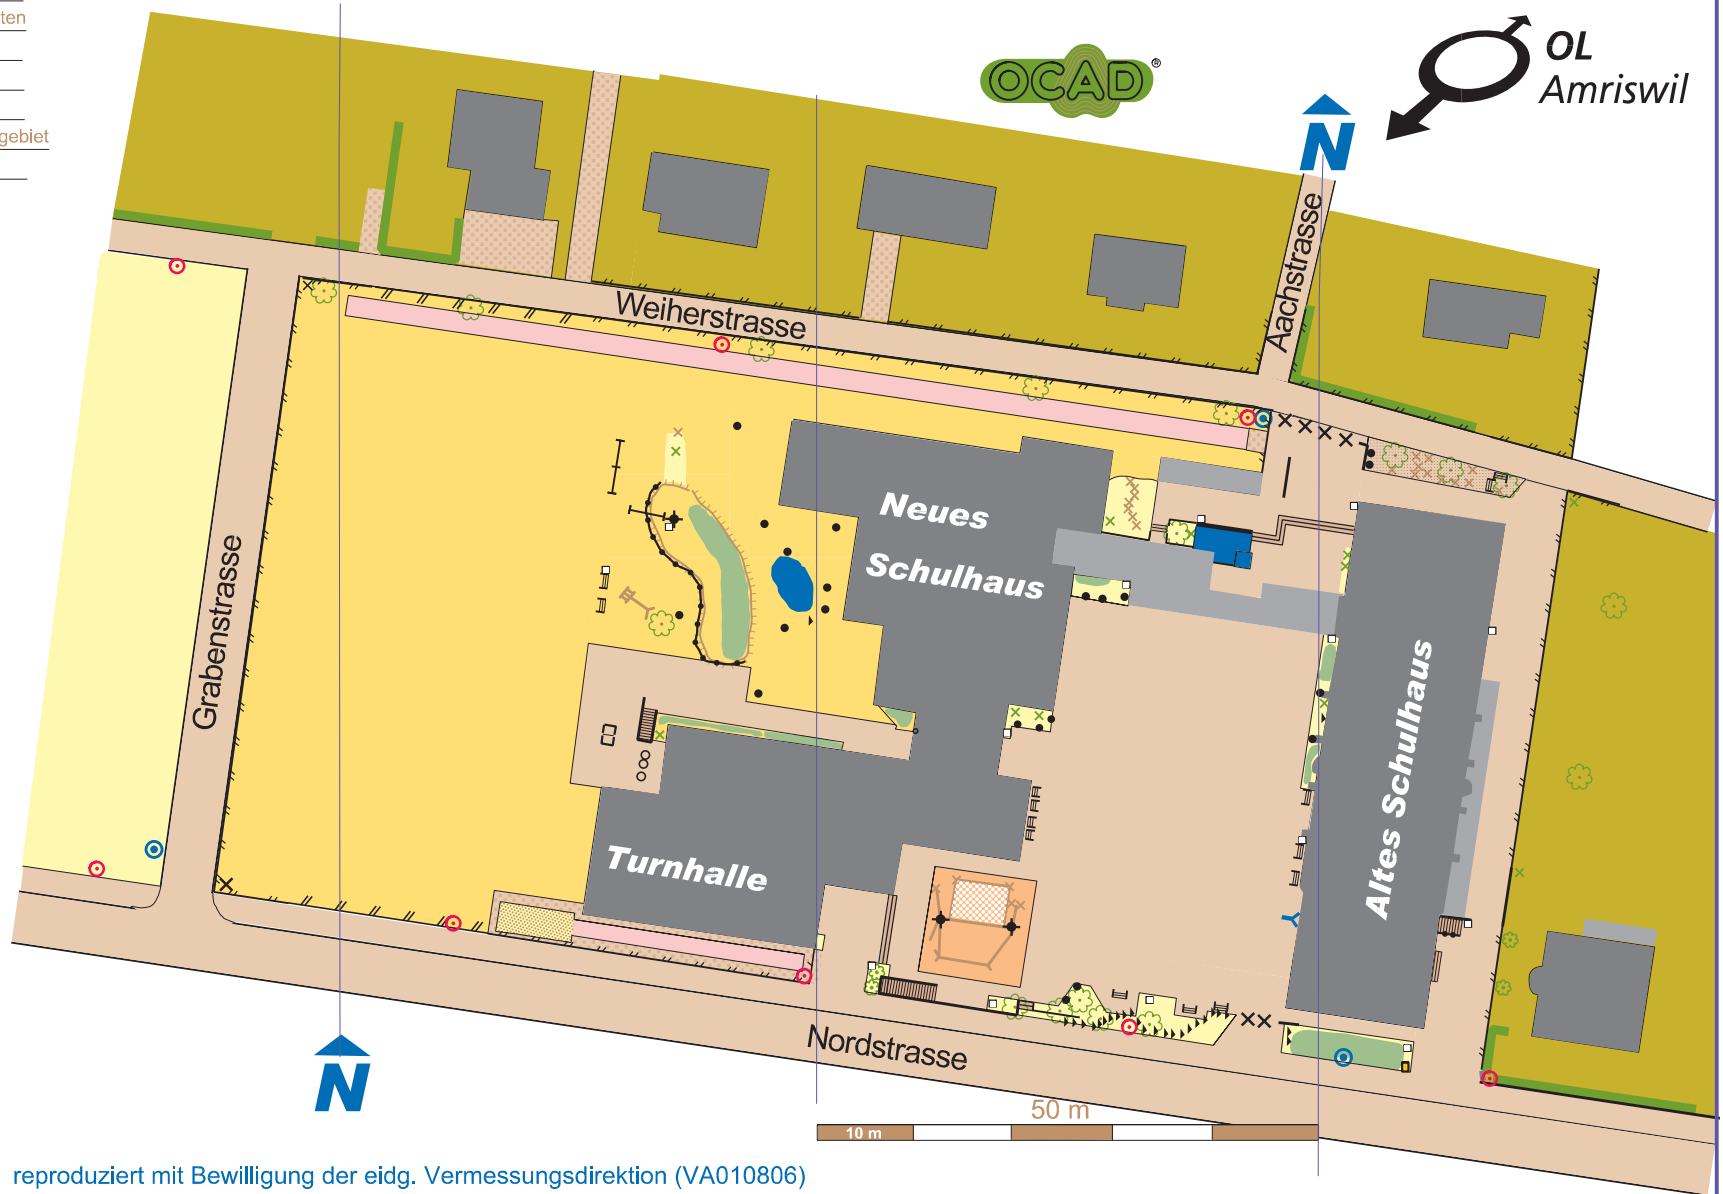 ten
gebiet
OCAD®
OL
Amriswil
N
Aachstrasse
Weiherstrasse
Neues
Schulhaus
Grabenstrasse
Altes Schulhaus
Turnhalle
Nordstrasse
N
50 m
10 m
reproduziert mit Bewilligung der eidg. Vermessungsdirektion (VA010806)